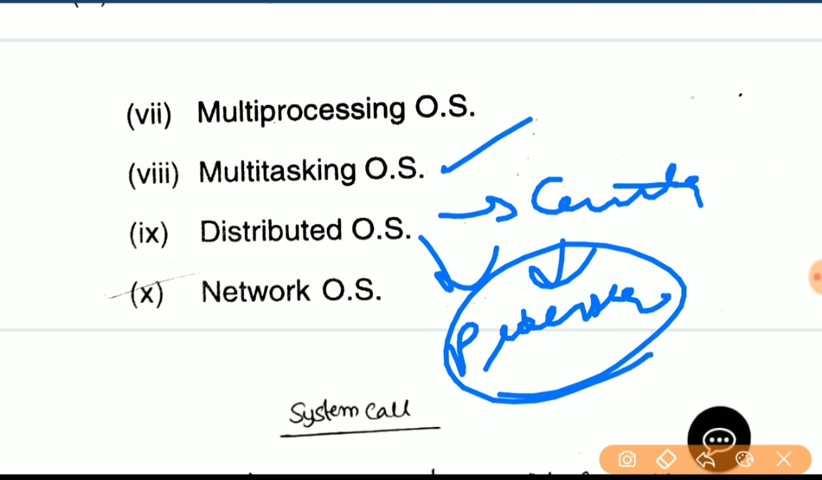 (vii) Multiprocessing O.S.
(viii) Multitasking O.S.
(ix) Distributed O.S.
(x) Network O.S.
System Call